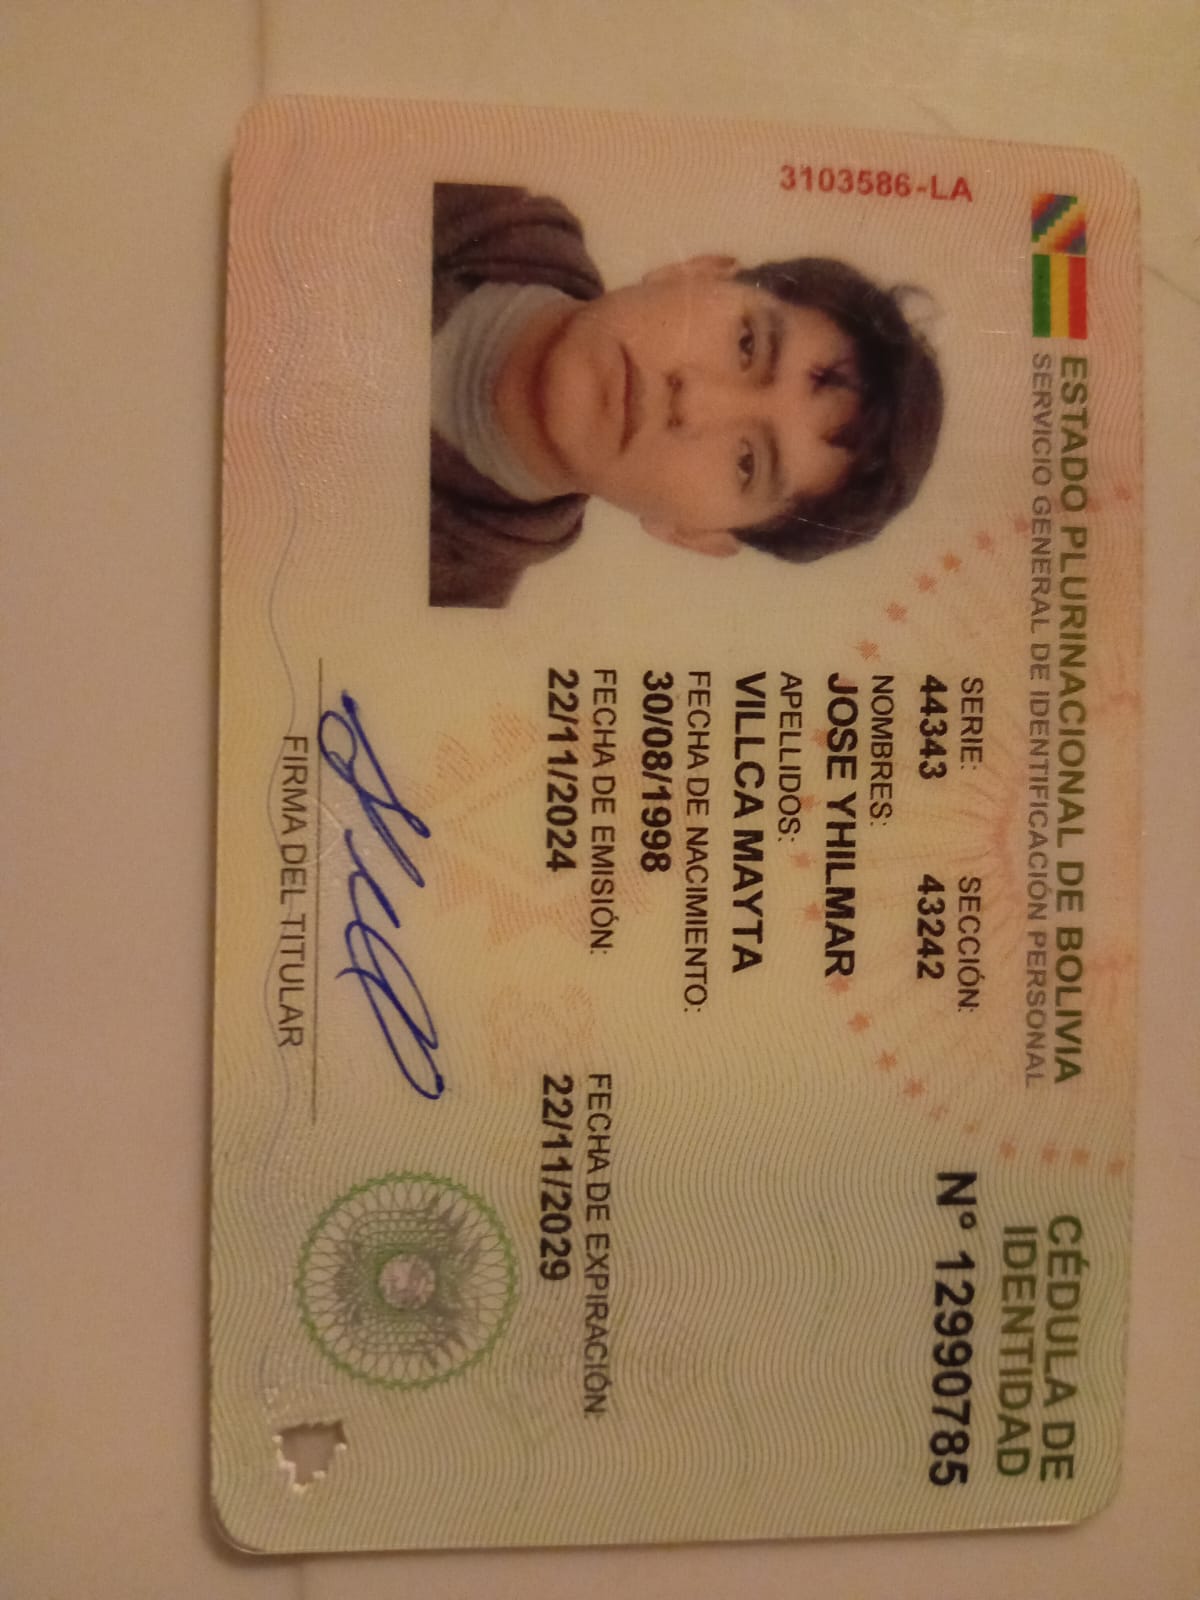 ESTADO PLURINACIONAL DE BOLIVIA
SERVICIO GENERAL DE IDENTIFICACIÓN PERSONAL
CÉDULA DE
IDENTIDAD
N° 12990785
3103586-LA
SERIE: SECCIÓN:
44343 43242
NOMBRES:
JOSE YHILMAR
APELLIDOS:
VILLCA MAYTA
FECHA DE NACIMIENTO:
30/08/1998
FECHA DE EMISIÓN: FECHA DE EXPIRACIÓN:
22/11/2024 22/11/2029
FIRMA DEL TITULAR